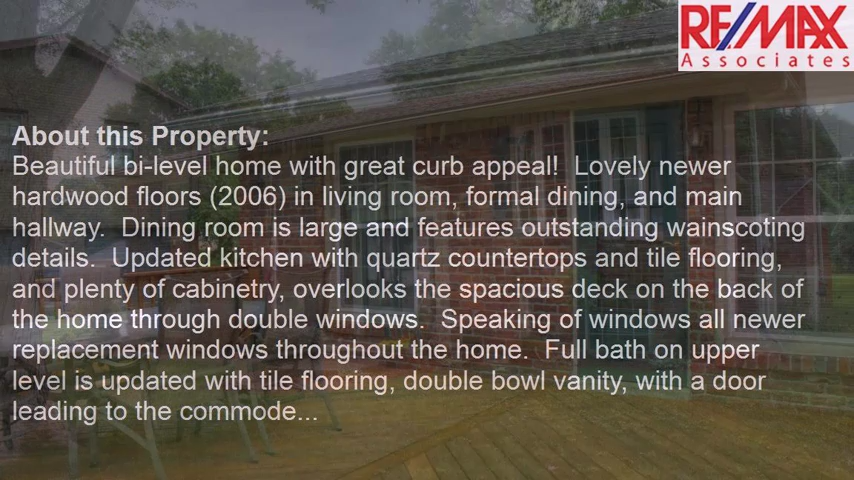 RE/MAX
Associates
About this Property:
Beautiful bi-level home with great curb appeal!  Lovely newer
hardwood floors (2006) in living room, formal dining, and main
hallway.  Dining room is large and features outstanding wainscoting
details.  Updated kitchen with quartz countertops and tile flooring,
and plenty of cabinetry, overlooks the spacious deck on the back of
the home through double windows.  Speaking of windows all newer
replacement windows throughout the home.  Full bath on upper
level is updated with tile flooring, double bowl vanity, with a door
leading to the commode...